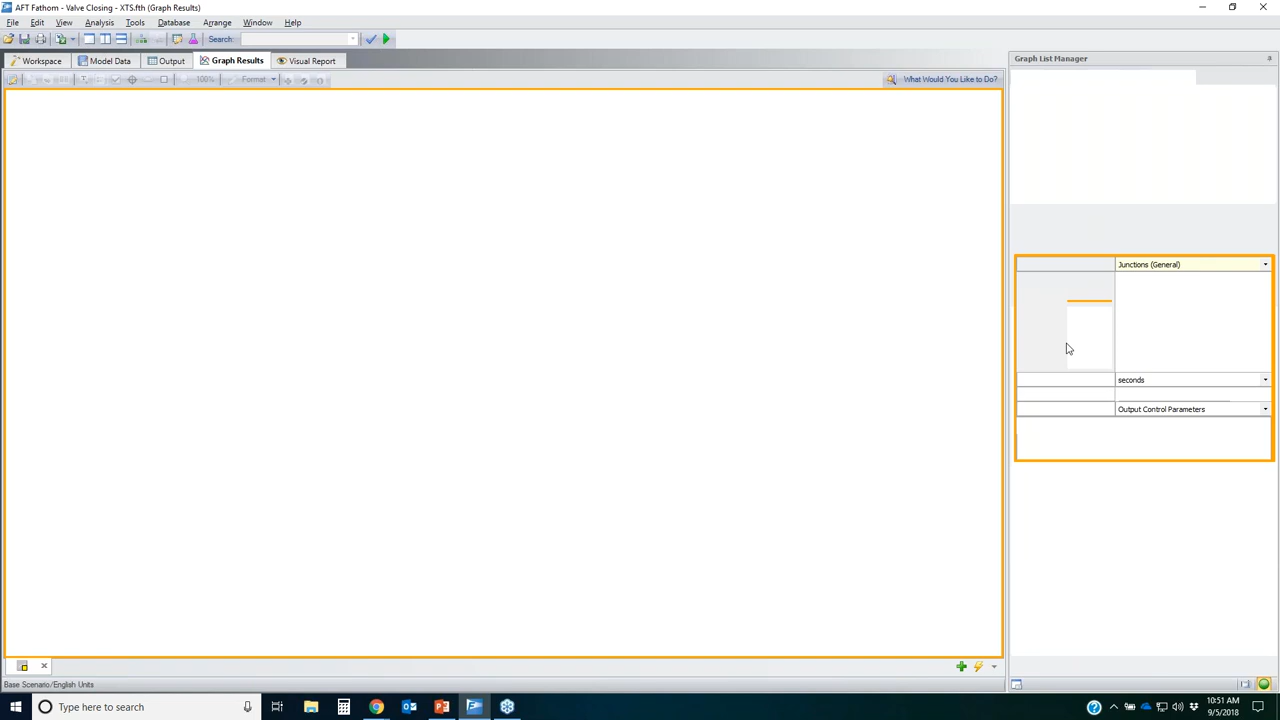 AFT Fathom - Valve Closing - XTS.fth (Graph Results)
File Edit View Analysis Tools Database Arrange Window Help
Search:
Workspace Model Data Output Graph Results Visual Report
Graph List Manager
100% Format What Would You Like to Do?
Junctions (General)
seconds
Output Control Parameters
Base Scenario/English Units
Type here to search
10:51 AM
9/5/2018